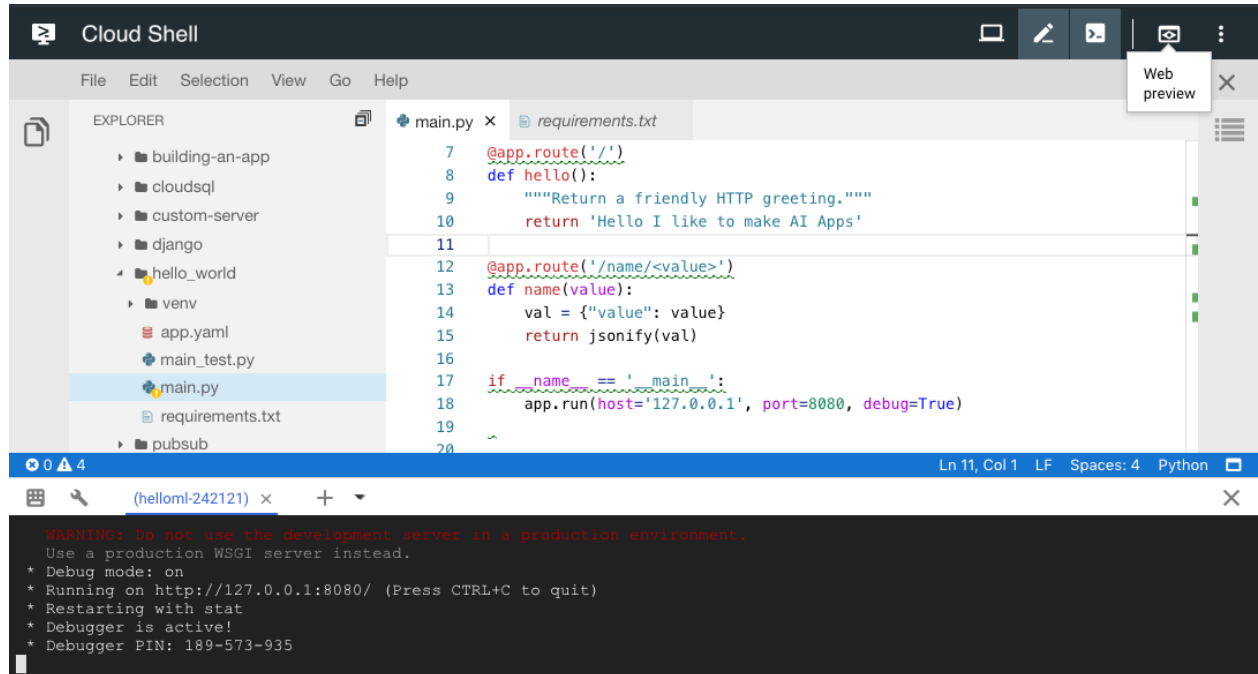 Cloud Shell
Web
preview
File Edit Selection View Go Help
EXPLORER
building-an-app
cloudsql
custom-server
django
hello_world
venv
app.yaml
main_test.py
main.py
requirements.txt
pubsub
main.py requirements.txt
7 @app.route('/')
8 def hello():
9 """Return a friendly HTTP greeting."""
10 return 'Hello I like to make AI Apps'
11
12 @app.route('/name/<value>')
13 def name(value):
14 val = {"value": value}
15 return jsonify(val)
16
17 if __name__ == '__main__':
18 app.run(host='127.0.0.1', port=8080, debug=True)
19
20
0 4 Ln 11, Col 1 LF Spaces: 4 Python
(helloml-242121)
WARNING: Do not use the development server in a production environment.
Use a production WSGI server instead.
* Debug mode: on
* Running on http://127.0.0.1:8080/ (Press CTRL+C to quit)
* Restarting with stat
* Debugger is active!
* Debugger PIN: 189-573-935